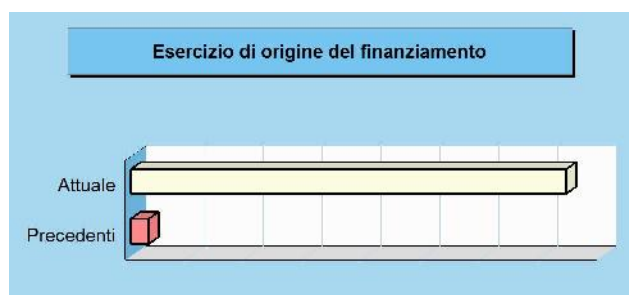 Esercizio di origine del finanziamento
Attuale
Precedenti